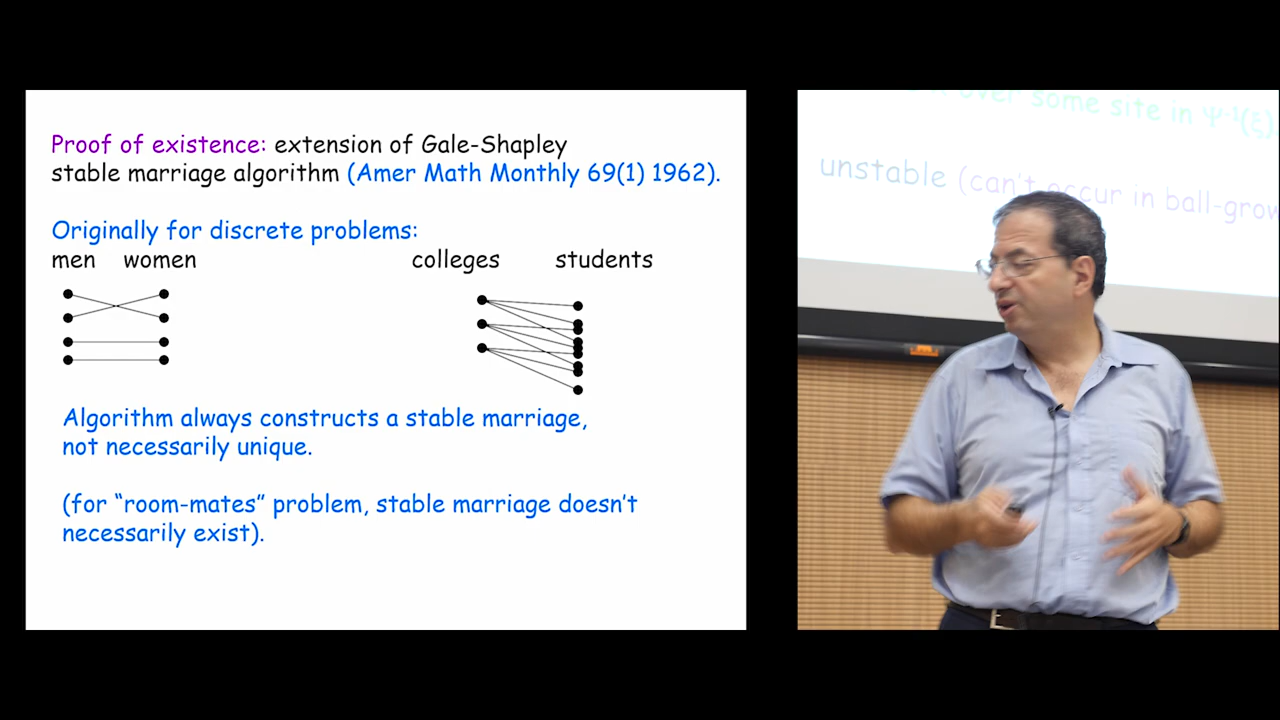 Proof of existence: extension of Gale-Shapley
stable marriage algorithm (Amer Math Monthly 69(1) 1962).
Originally for discrete problems:
men women
colleges students
Algorithm always constructs a stable marriage,
not necessarily unique.
(for “room-mates” problem, stable marriage doesn’t
necessarily exist).
over some site in Ψ⁻¹(ξ)
unstable (can't occur in ball-grow